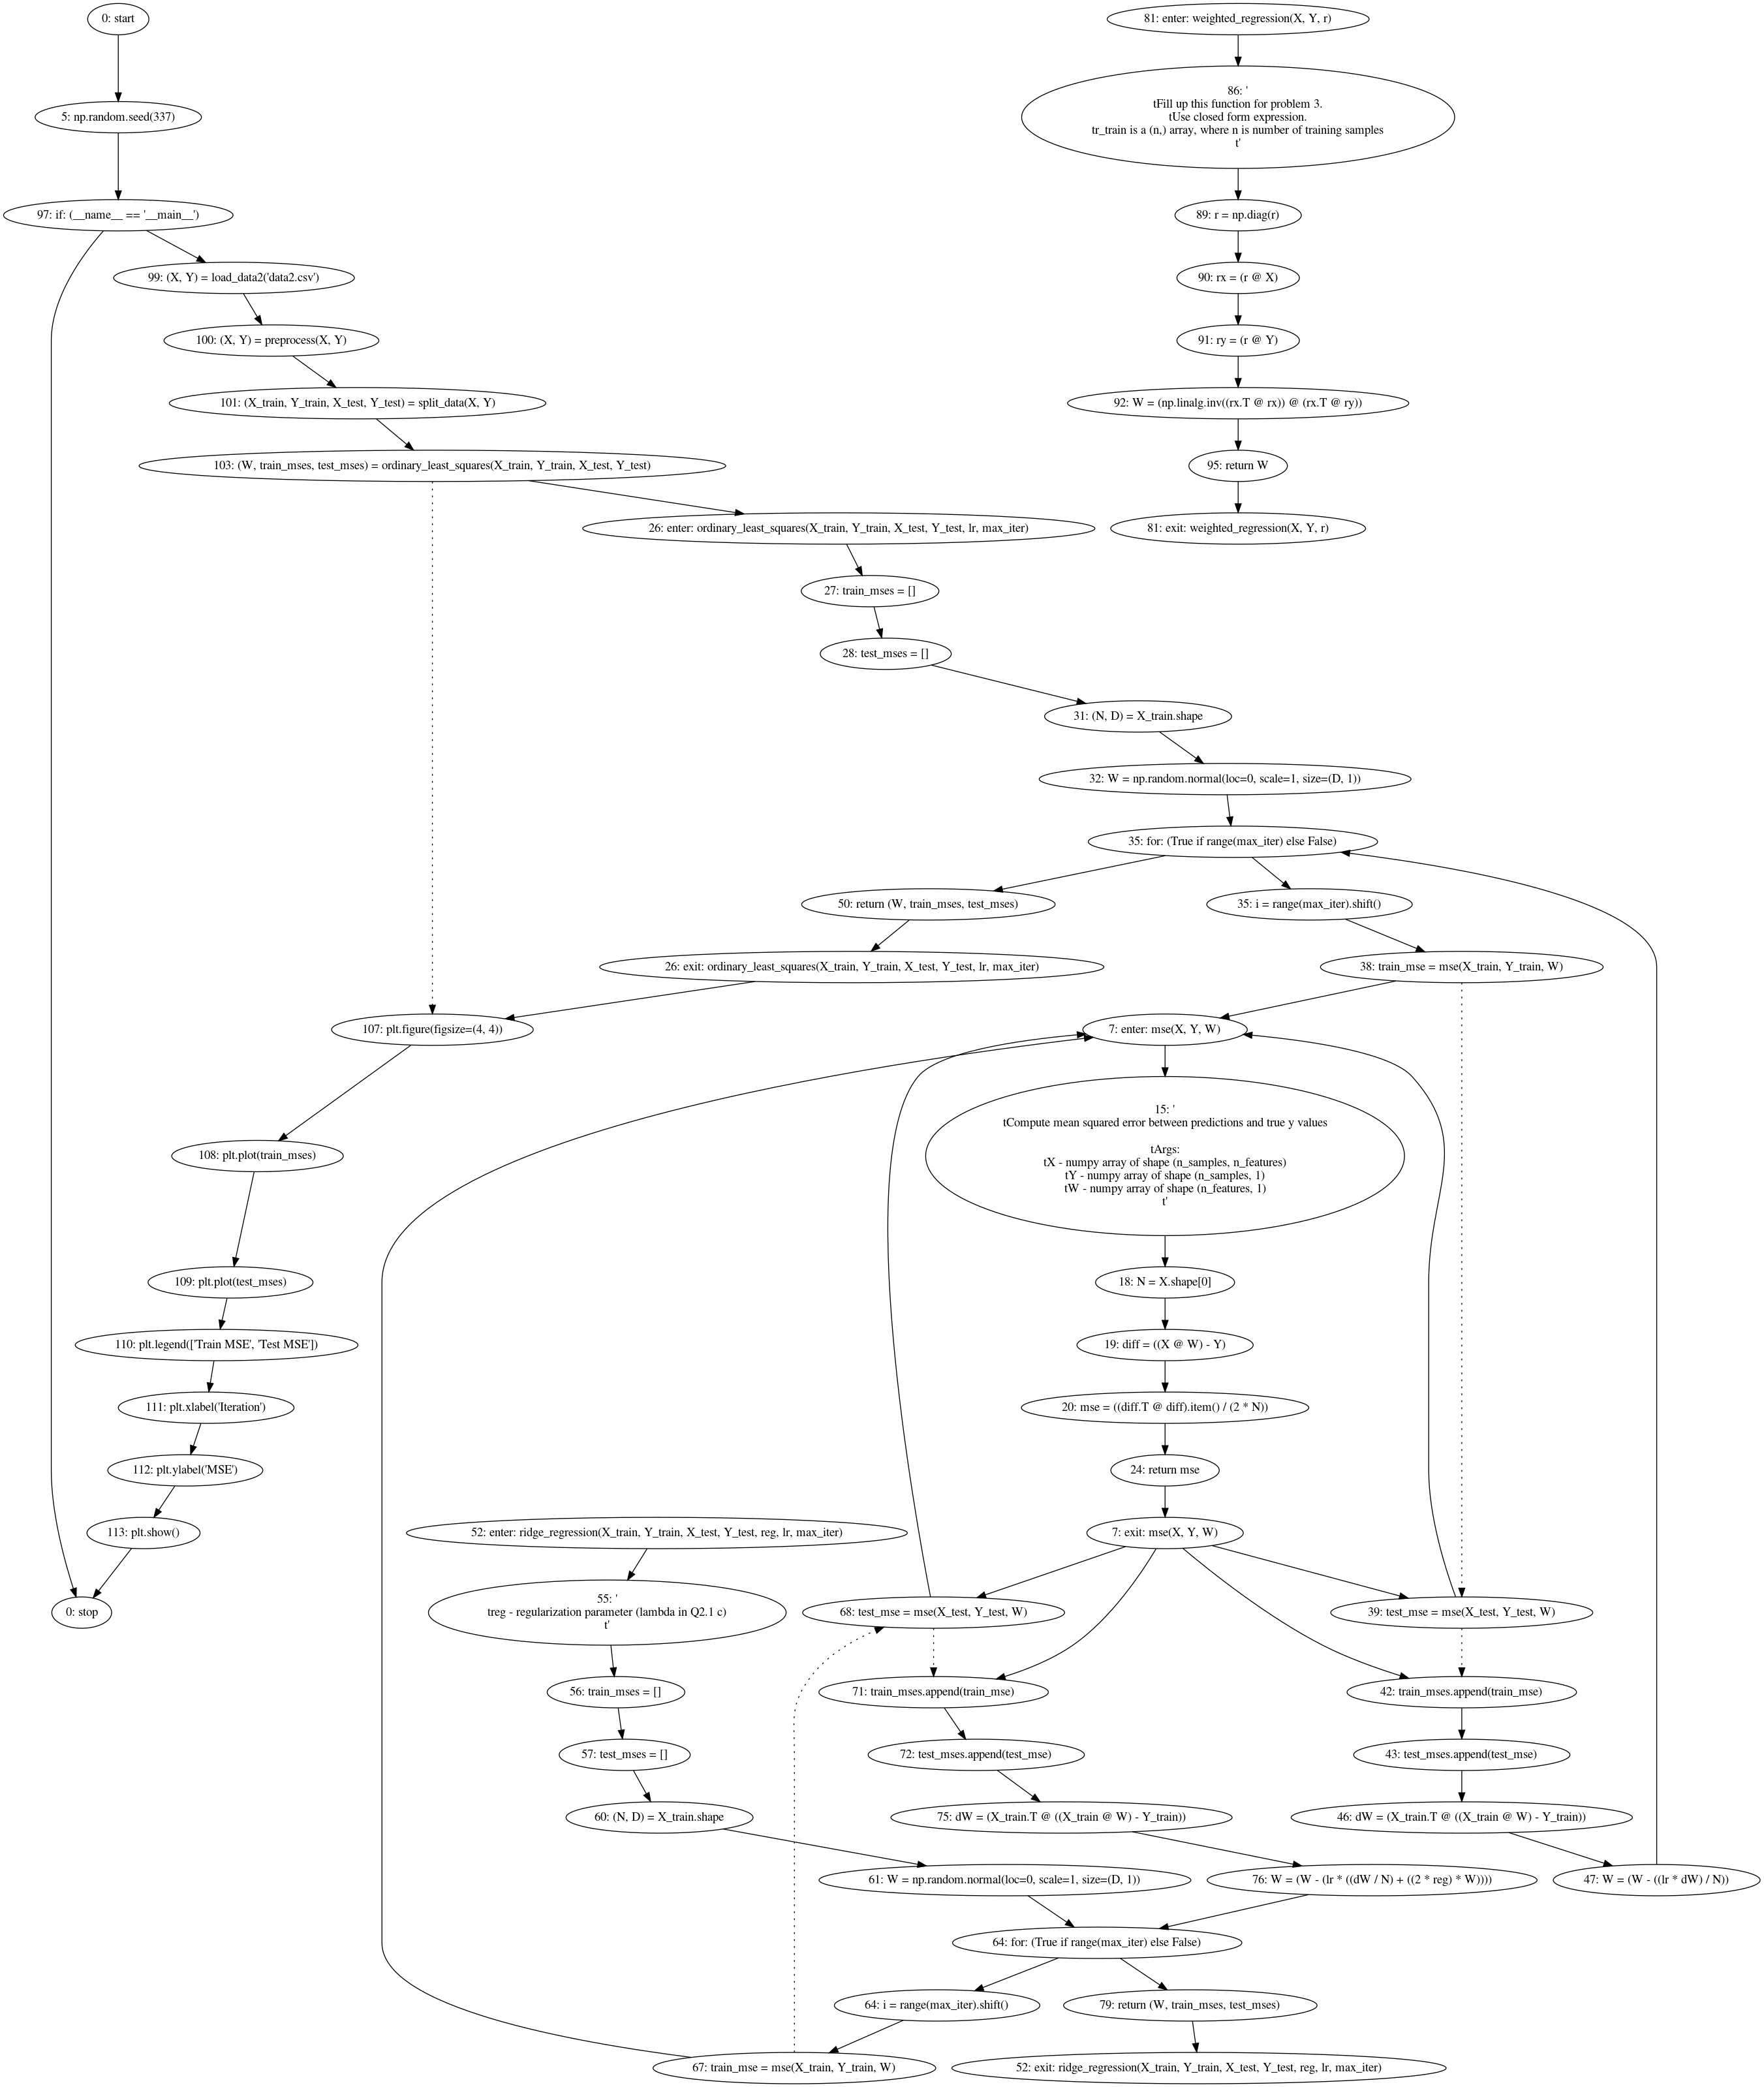 0: start
5: np.random.seed(337)
97: if: (__name__ == '__main__')
99: (X, Y) = load_data2('data2.csv')
100: (X, Y) = preprocess(X, Y)
101: (X_train, Y_train, X_test, Y_test) = split_data(X, Y)
103: (W, train_mses, test_mses) = ordinary_least_squares(X_train, Y_train, X_test, Y_test)
81: enter: weighted_regression(X, Y, r)
86: '
tFill up this function for problem 3.
tUse closed form expression.
tr_train is a (n,) array, where n is number of training samples
t'
89: r = np.diag(r)
90: rx = (r @ X)
91: ry = (r @ Y)
92: W = (np.linalg.inv((rx.T @ rx)) @ (rx.T @ ry))
95: return W
81: exit: weighted_regression(X, Y, r)
26: enter: ordinary_least_squares(X_train, Y_train, X_test, Y_test, lr, max_iter)
27: train_mses = []
28: test_mses = []
31: (N, D) = X_train.shape
32: W = np.random.normal(loc=0, scale=1, size=(D, 1))
35: for: (True if range(max_iter) else False)
50: return (W, train_mses, test_mses)
35: i = range(max_iter).shift()
26: exit: ordinary_least_squares(X_train, Y_train, X_test, Y_test, lr, max_iter)
38: train_mse = mse(X_train, Y_train, W)
107: plt.figure(figsize=(4, 4))
7: enter: mse(X, Y, W)
15: '
tCompute mean squared error between predictions and true y values
tArgs:
tX - numpy array of shape (n_samples, n_features)
tY - numpy array of shape (n_samples, 1)
tW - numpy array of shape (n_features, 1)
t'
108: plt.plot(train_mses)
109: plt.plot(test_mses)
18: N = X.shape[0]
110: plt.legend(['Train MSE', 'Test MSE'])
19: diff = ((X @ W) - Y)
111: plt.xlabel('Iteration')
20: mse = ((diff.T @ diff).item() / (2 * N))
112: plt.ylabel('MSE')
24: return mse
113: plt.show()
52: enter: ridge_regression(X_train, Y_train, X_test, Y_test, reg, lr, max_iter)
7: exit: mse(X, Y, W)
0: stop
55: '
treg - regularization parameter (lambda in Q2.1 c)
t'
68: test_mse = mse(X_test, Y_test, W)
39: test_mse = mse(X_test, Y_test, W)
56: train_mses = []
71: train_mses.append(train_mse)
42: train_mses.append(train_mse)
57: test_mses = []
72: test_mses.append(test_mse)
43: test_mses.append(test_mse)
60: (N, D) = X_train.shape
75: dW = (X_train.T @ ((X_train @ W) - Y_train))
46: dW = (X_train.T @ ((X_train @ W) - Y_train))
61: W = np.random.normal(loc=0, scale=1, size=(D, 1))
76: W = (W - (lr * ((dW / N) + ((2 * reg) * W))))
47: W = (W - ((lr * dW) / N))
64: for: (True if range(max_iter) else False)
64: i = range(max_iter).shift()
79: return (W, train_mses, test_mses)
67: train_mse = mse(X_train, Y_train, W)
52: exit: ridge_regression(X_train, Y_train, X_test, Y_test, reg, lr, max_iter)